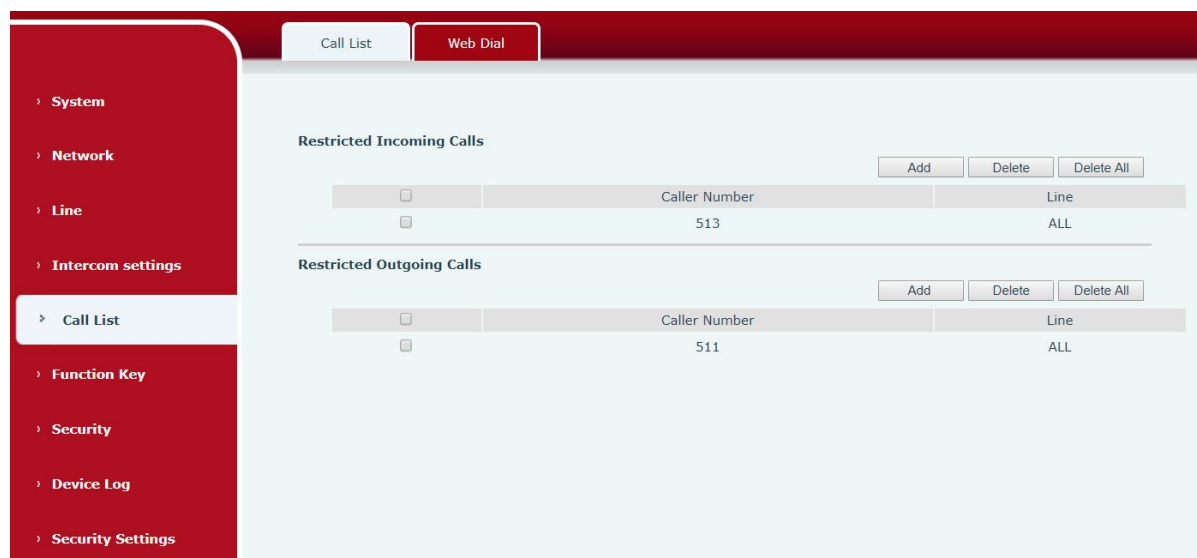 Call List
Web Dial
System
Network
Line
Intercom settings
Call List
Function Key
Security
Device Log
Security Settings
Restricted Incoming Calls
Add Delete Delete All
Caller Number Line
513 ALL
Restricted Outgoing Calls
Add Delete Delete All
Caller Number Line
511 ALL